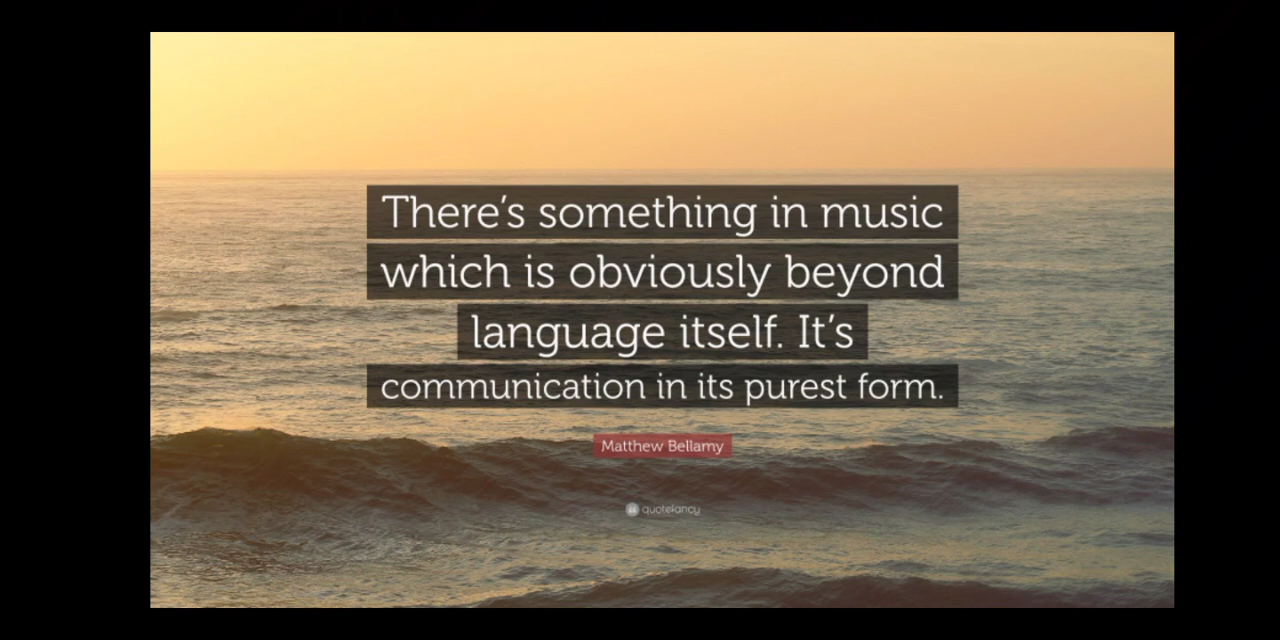 There’s something in music
which is obviously beyond
language itself. It’s
communication in its purest form.
Matthew Bellamy
quotefancy